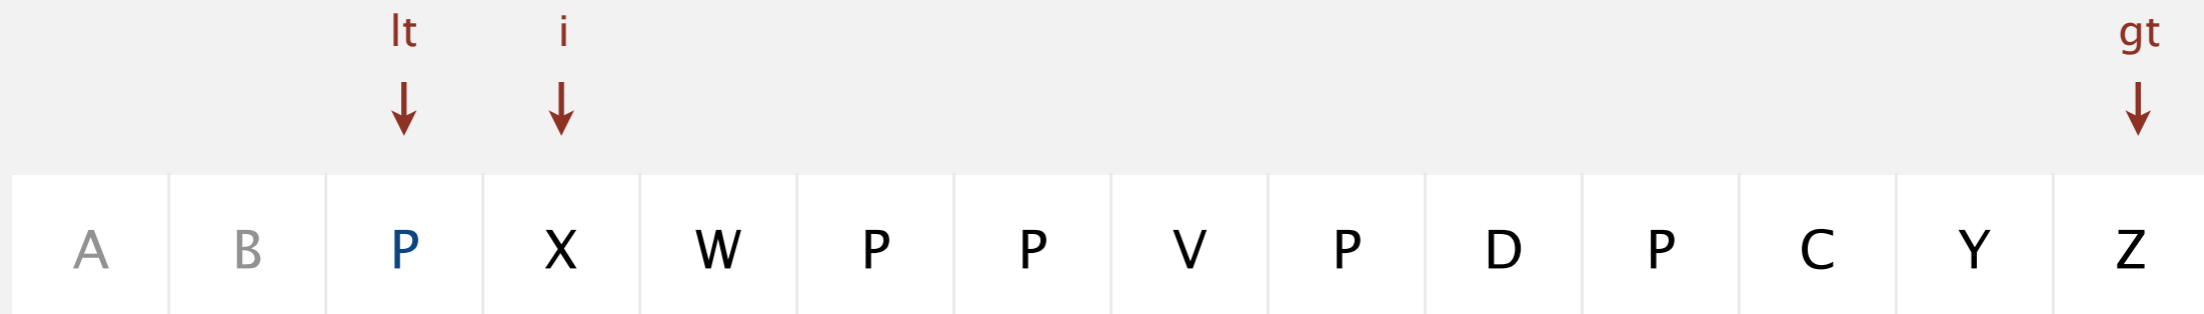 lt i gt
A B P X W P P V P D P C Y Z